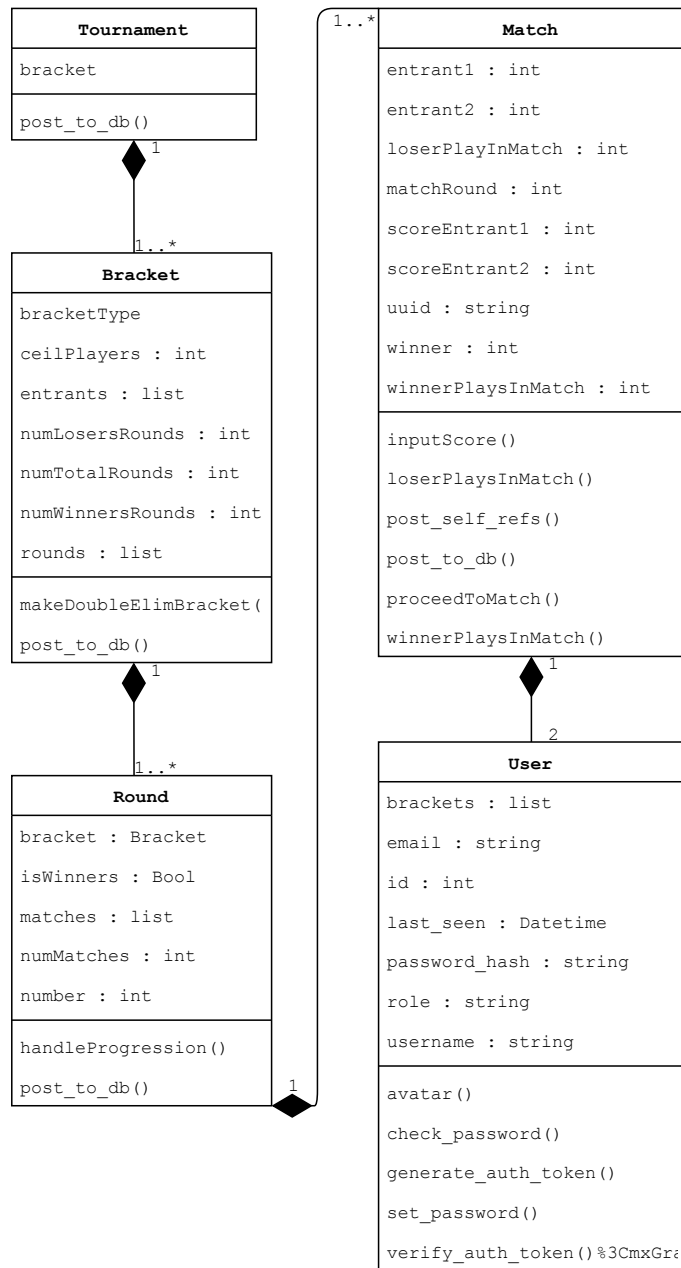 Tournament
bracket
post_to_db()
1
1..*
Bracket
bracketType
ceilPlayers : int
entrants : list
numLosersRounds : int
numTotalRounds : int
numWinnersRounds : int
rounds : list
makeDoubleElimBracket(
post_to_db()
1
1..*
Round
bracket : Bracket
isWinners : Bool
matches : list
numMatches : int
number : int
handleProgression()
post_to_db()
1
1..*
Match
entrant1 : int
entrant2 : int
loserPlayInMatch : int
matchRound : int
scoreEntrant1 : int
scoreEntrant2 : int
uuid : string
winner : int
winnerPlaysInMatch : int
inputScore()
loserPlaysInMatch()
post_self_refs()
post_to_db()
proceedToMatch()
winnerPlaysInMatch()
1
2
User
brackets : list
email : string
id : int
last_seen : Datetime
password_hash : string
role : string
username : string
avatar()
check_password()
generate_auth_token()
set_password()
verify_auth_token()%3CmxGra